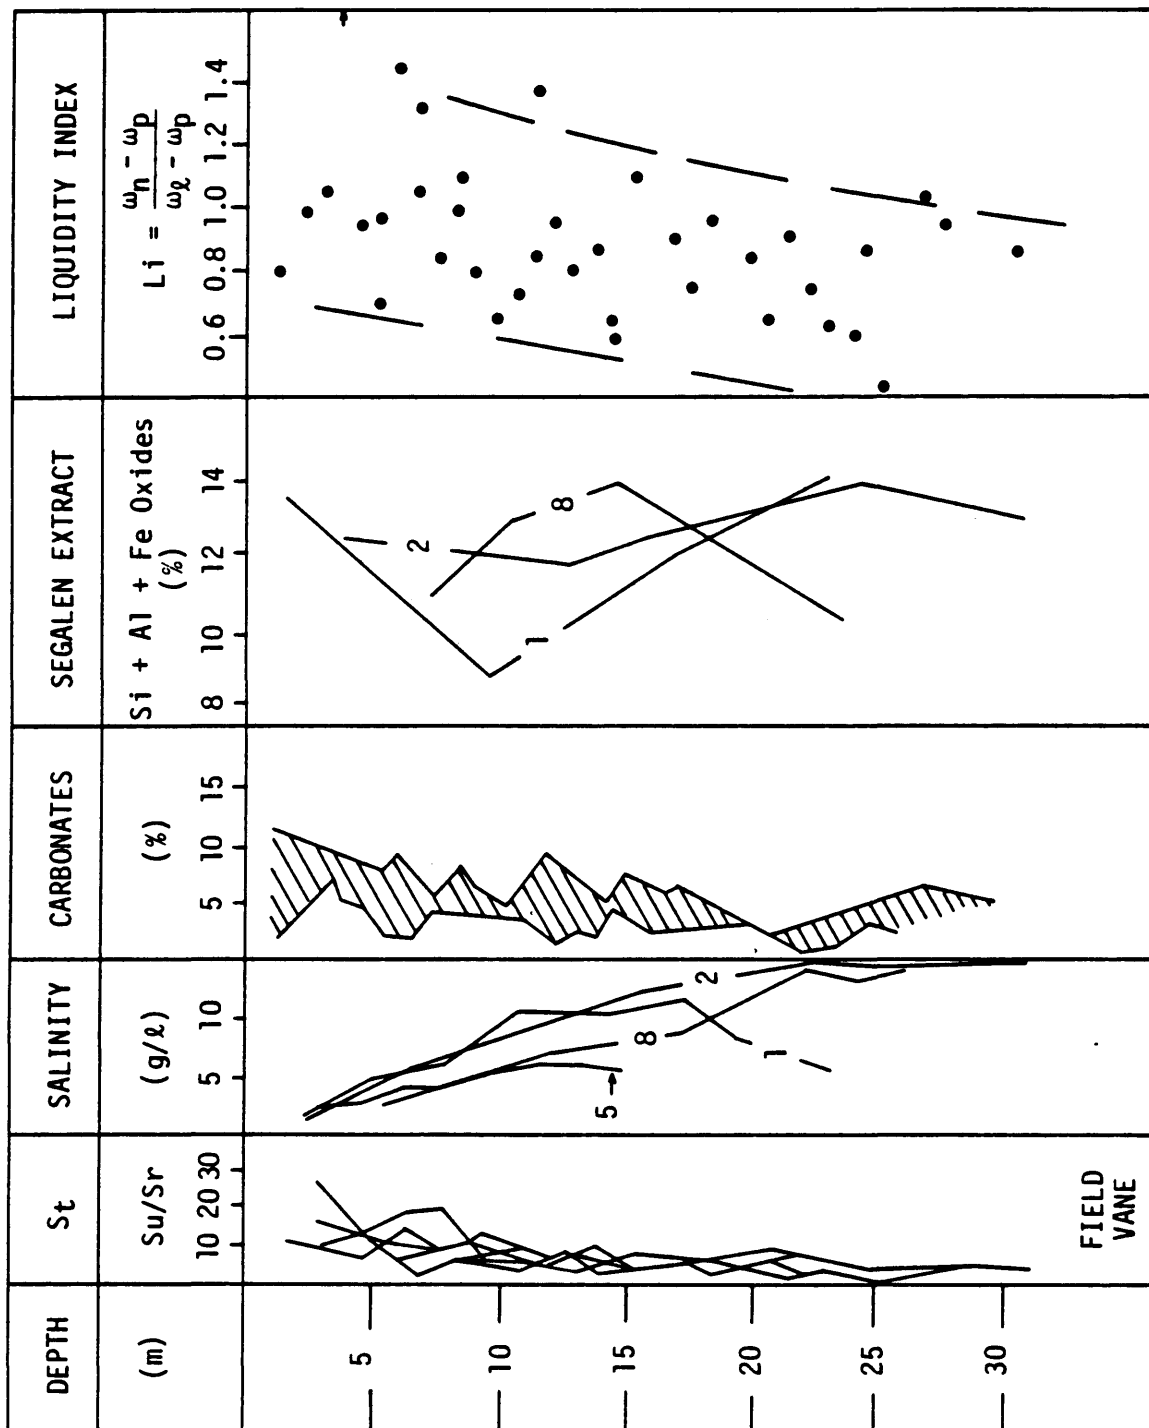 DEPTH
(m)
5
10
15
20
25
30
St
Su/Sr
10 20 30
FIELD
VANE
SALINITY
(g/ℓ)
5 10
5
8
2
1
CARBONATES
(%)
5 10 15
SEGALEN EXTRACT
Si + Al + Fe Oxides
(%)
8 10 12 14
1
2
8
LIQUIDITY INDEX
Li = ωn - ωp
ωℓ - ωp
0.6 0.8 1.0 1.2 1.4